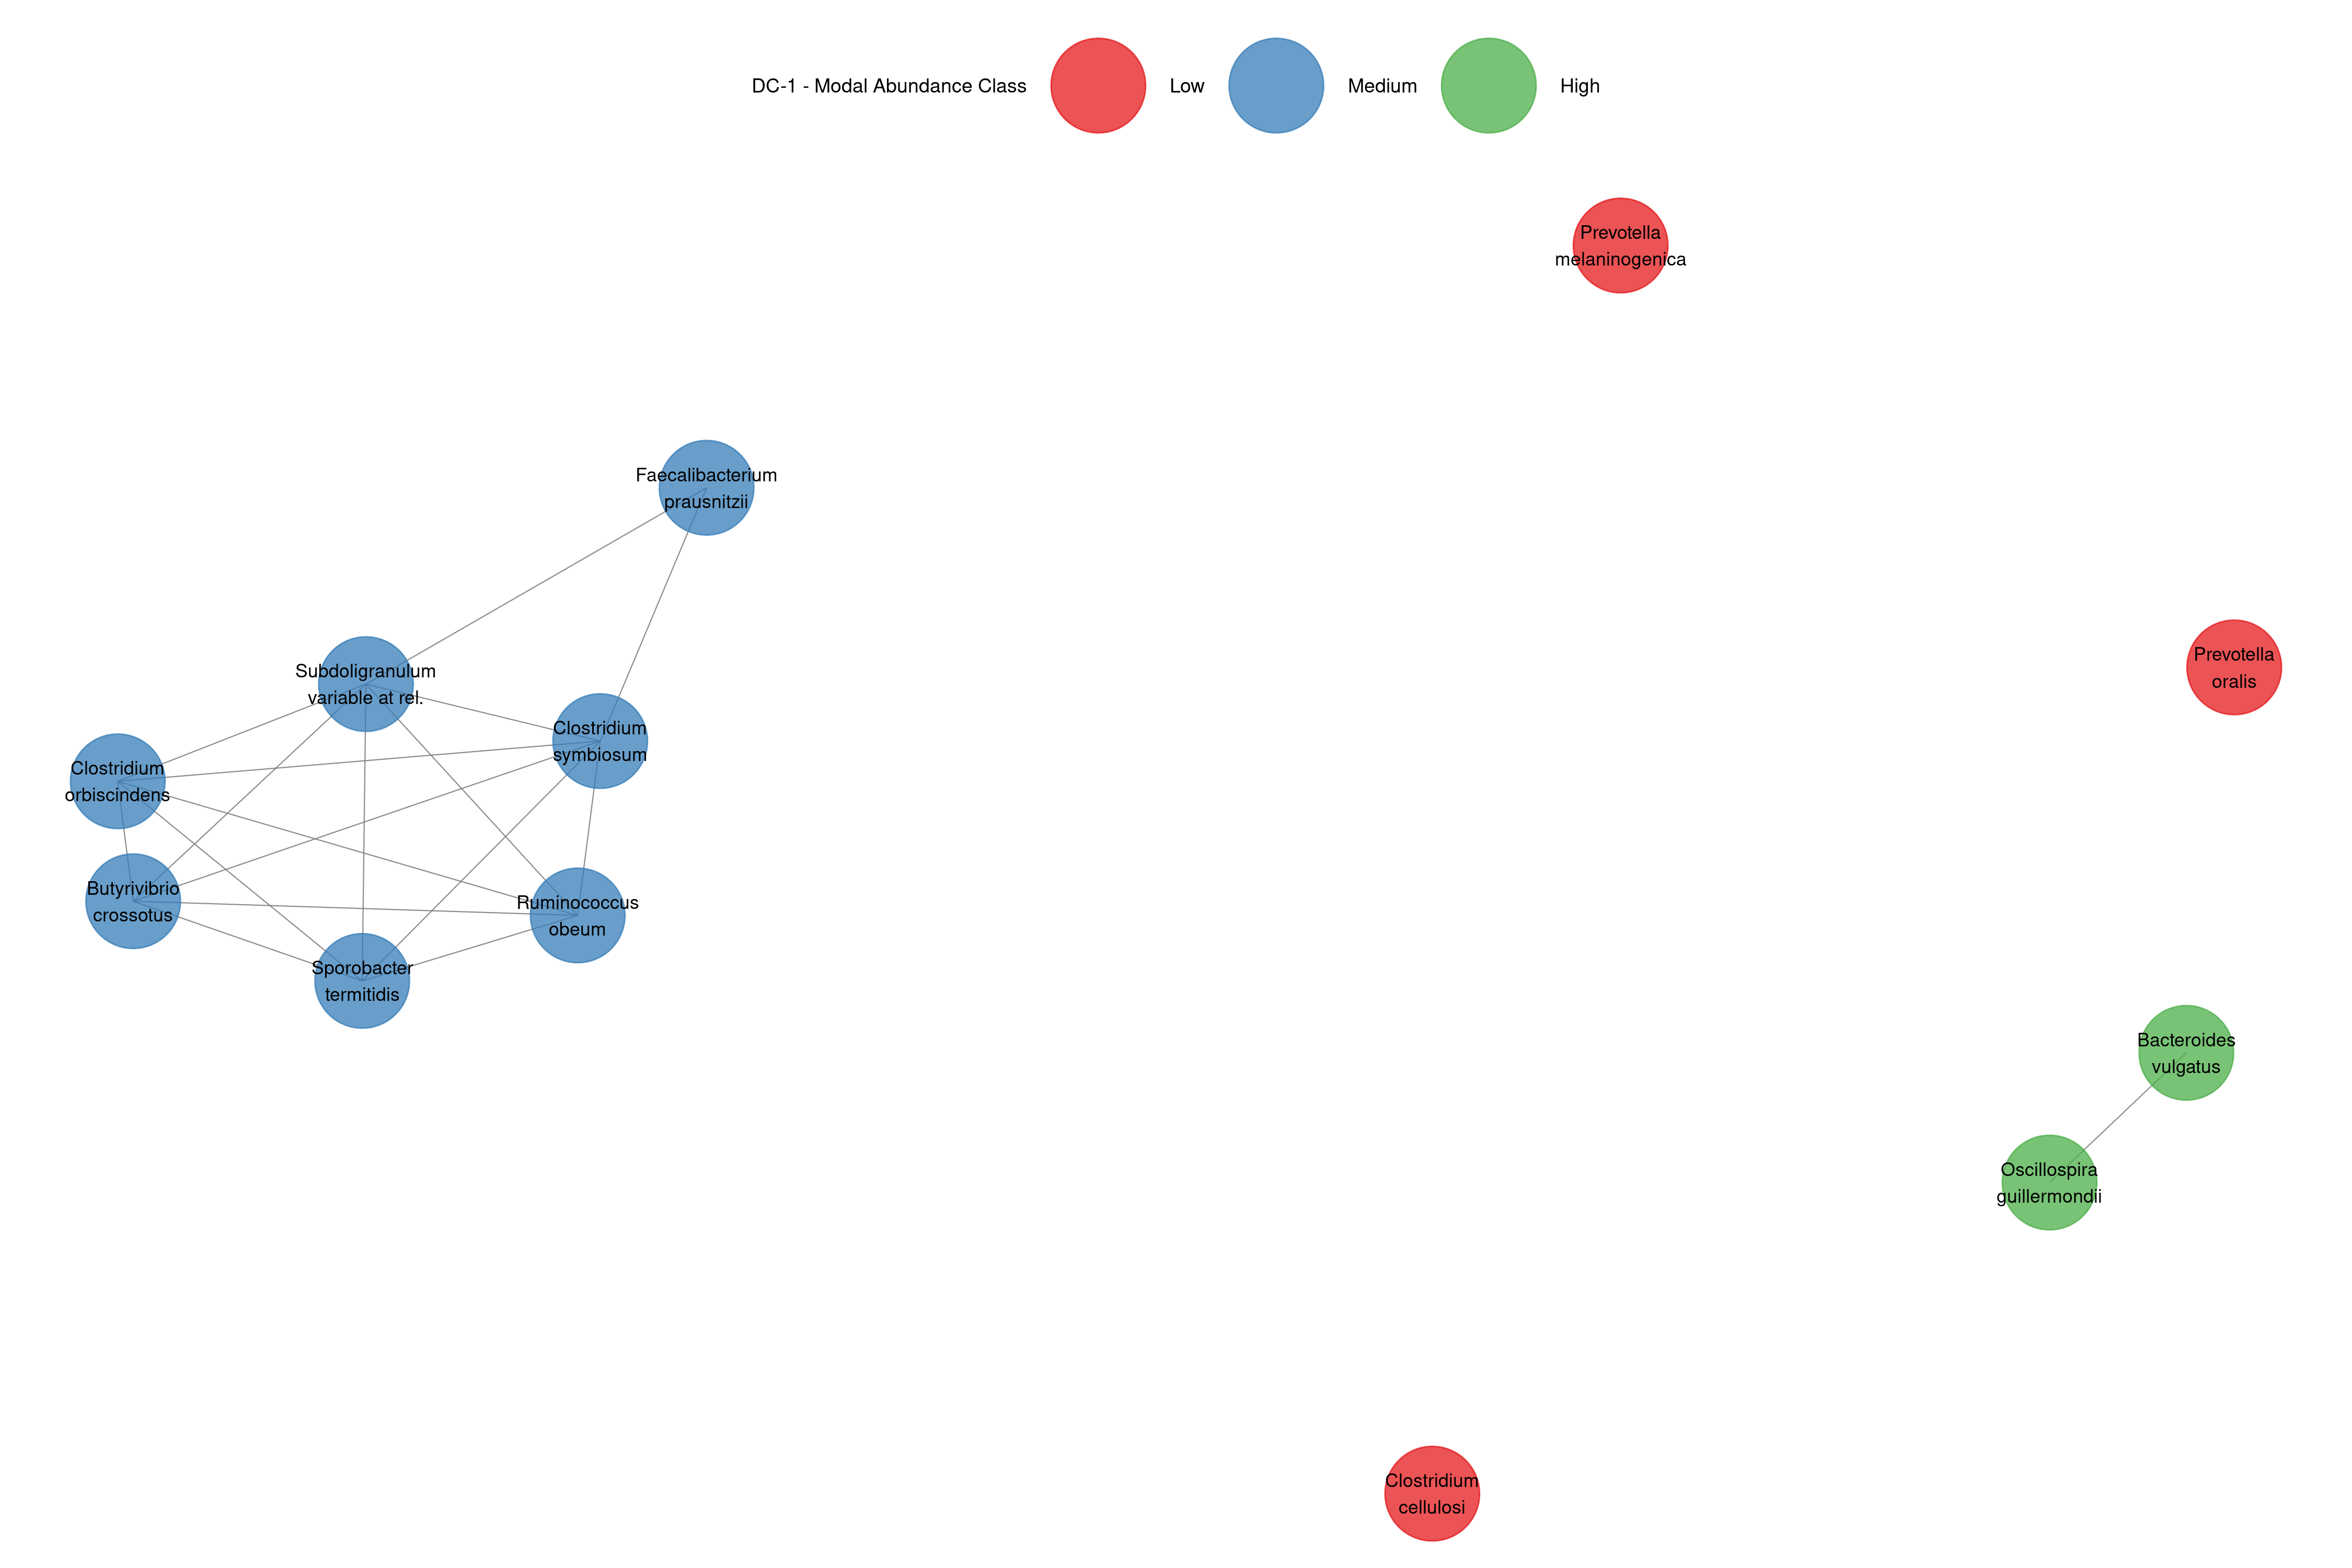 DC-1 - Modal Abundance Class Low Medium High
Prevotella
melaninogenica
Faecalibacterium
prausnitzii
Prevotella
oralis
Subdoligranulum
variable at rel.
Clostridium
symbiosum
Clostridium
orbiscindens
Butyrivibrio
crossotus
Ruminococcus
obeum
Sporobacter
termitidis
Bacteroides
vulgatus
Oscillospira
guillermondii
Clostridium
cellulosi